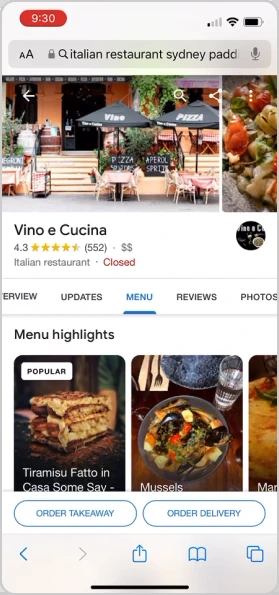 9:30
AA italian restaurant sydney padd
Vino
PIZZA
NEGRONI
PIZZA
SPRITZ
APEROL
SPRITZ
Vino e Cucina
4.3 (552) · $$
Italian restaurant · Closed
ERVIEW UPDATES MENU REVIEWS PHOTOS
Menu highlights
POPULAR
Tiramisu Fatto in
Casa Some Say -
Mussels
Mar
ORDER TAKEAWAY ORDER DELIVERY